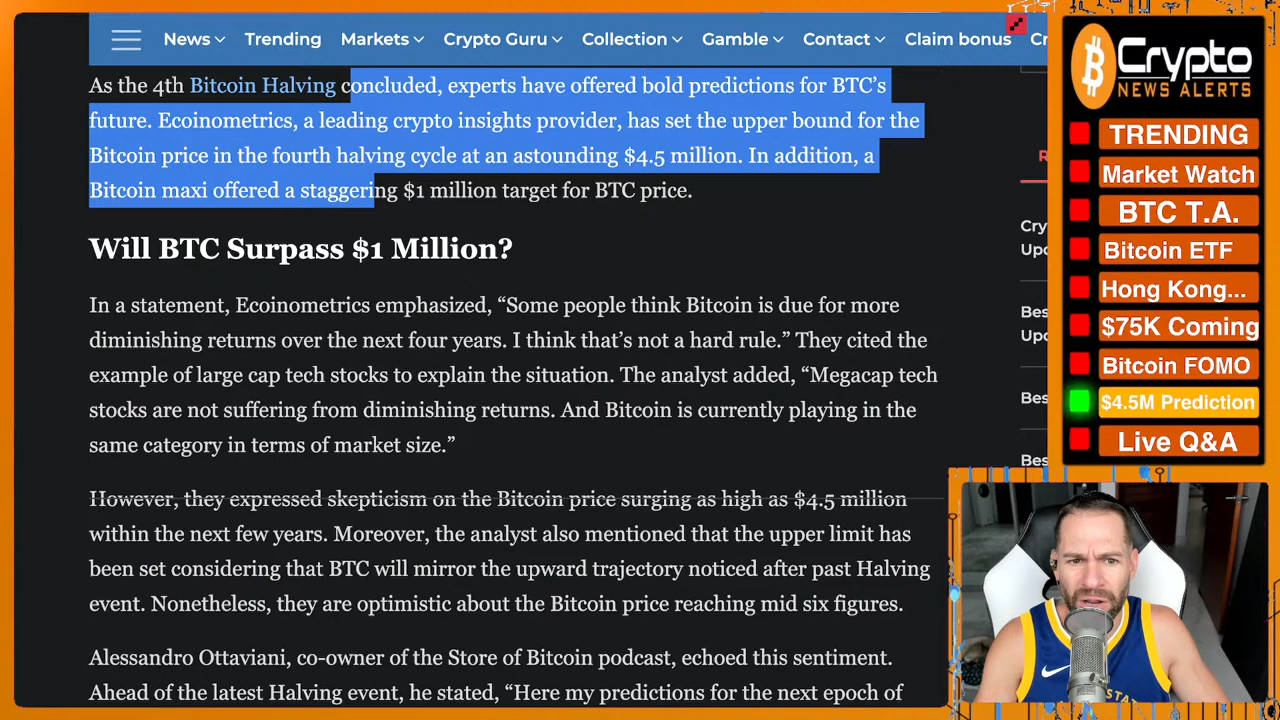 News Trending Markets Crypto Guru Collection Gamble Contact Claim bonus Cr
As the 4th Bitcoin Halving concluded, experts have offered bold predictions for BTC’s
future. Ecoinometrics, a leading crypto insights provider, has set the upper bound for the
Bitcoin price in the fourth halving cycle at an astounding $4.5 million. In addition, a
Bitcoin maxi offered a staggering $1 million target for BTC price.
Will BTC Surpass $1 Million?
In a statement, Ecoinometrics emphasized, “Some people think Bitcoin is due for more
diminishing returns over the next four years. I think that’s not a hard rule.” They cited the
example of large cap tech stocks to explain the situation. The analyst added, “Megacap tech
stocks are not suffering from diminishing returns. And Bitcoin is currently playing in the
same category in terms of market size.”
However, they expressed skepticism on the Bitcoin price surging as high as $4.5 million
within the next few years. Moreover, the analyst also mentioned that the upper limit has
been set considering that BTC will mirror the upward trajectory noticed after past Halving
event. Nonetheless, they are optimistic about the Bitcoin price reaching mid six figures.
Alessandro Ottaviani, co-owner of the Store of Bitcoin podcast, echoed this sentiment.
Ahead of the latest Halving event, he stated, “Here my predictions for the next epoch of
R
Cry
Upo
Bes
Upo
Bes
Bes
Crypto
NEWS ALERTS
TRENDING
Market Watch
BTC T.A.
Bitcoin ETF
Hong Kong...
$75K Coming
Bitcoin FOMO
$4.5M Prediction
Live Q&A